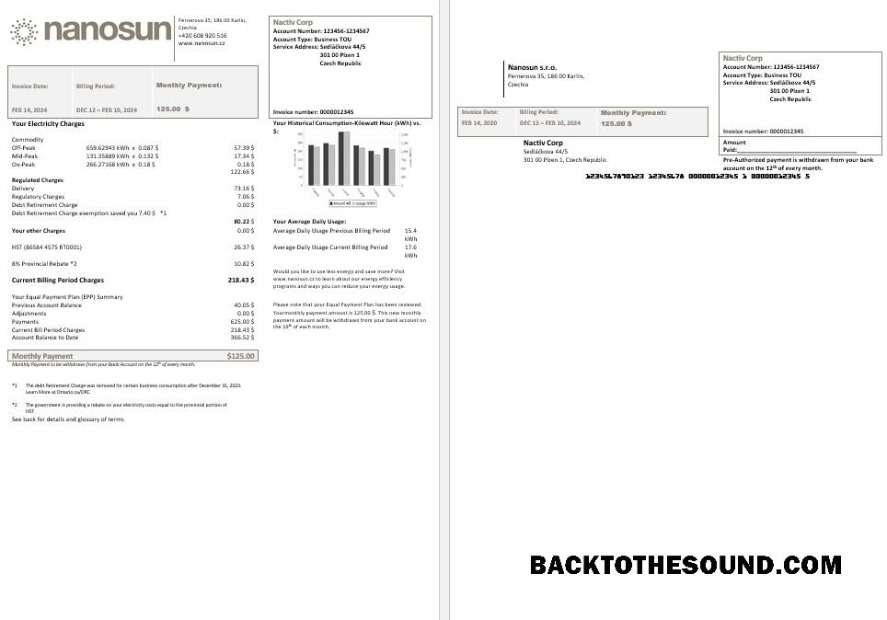 nanosun
Pernerova 35, 186 00 Karlin,
Czechia
+420 608 920 516
www.nanosun.cz
Nactiv Corp
Account Number: 123456-1234567
Account Type: Business TOU
Service Address: Sedláčkova 44/5
301 00 Plzen 1
Czech Republic
Invoice number: 0000012345
Invoice Date: Billing Period: Monthly Payment:
FEB 14, 2024 DEC 12 – FEB 10, 2024 125.00 $
Your Electricity Charges
Commodity
Off-Peak 659.62943 kWh x 0.087 $ 57.39 $
Mid-Peak 131.35889 kWh x 0.132 $ 17.34 $
On-Peak 266.27168 kWh x 0.18 $ 0.18 $
122.66 $
Regulated Charges
Delivery 73.16 $
Regulatory Charges 7.06 $
Debt Retirement Charge 0.00 $
Debt Retirement Charge exemption saved you 7.40 $ *1
80.22 $
Your other Charges 0.00 $
HST (86584 4575 RT0001) 26.37 $
8% Provincial Rebate *2 10.82 $
Current Billing Period Charges 218.43 $
Your Equal Payment Plan (EPP) Summary
Previous Account Balance 40.05 $
Adjustments 0.00 $
Payments 625.00 $
Current Bill Period Charges 218.43 $
Account Balance to Date 366.52 $
Monthly Payment $125.00
Monthly Payment to be withdrawn from your Bank Account on the 12th of every month.
*1 The debt Retirement Charge was removed for certain business consumption after December 31, 2023.
Learn More at Ontario.ca/DRC
*2 The government is providing a rebate on your electricity costs equal to the provincial portion of
HST
See back for details and glossary of terms
Your Historical Consumption-Kilowatt Hour (kWh) vs.
$:
Your Average Daily Usage:
Average Daily Usage Previous Billing Period 15.4
kWh
Average Daily Usage Current Billing Period 17.6
kWh
Would you like to use less energy and save more? Visit
www.nanosun.cz to learn about our energy efficiency
programs and ways you can reduce your energy usage.
Please note that your Equal Payment Plan has been reviewed.
Your monthly payment amount is 125.00 $. This new monthly
payment amount will be withdrawn from your bank account on
the of each month.
Nanosun s.r.o.
Pernerova 35, 186 00 Karlin,
Czechia
Invoice Date: Billing Period: Monthly Payment:
FEB 14, 2020 DEC 12 – FEB 10, 2024 125.00 $
Nactiv Corp
Sedláčkova 44/5
301 00 Plzen 1, Czech Republic
Nactiv Corp
Account Number: 123456-1234567
Account Type: Business TOU
Service Address: Sedláčkova 44/5
301 00 Plzen 1
Czech Republic
Invoice number: 0000012345
Amount
Paid:
Pre-Authorized payment is withdrawn from your bank
account on the 12th of every month.
1234567890123 12345678 00000012345 1 0000012345 5
BACKTOTHESOUND.COM